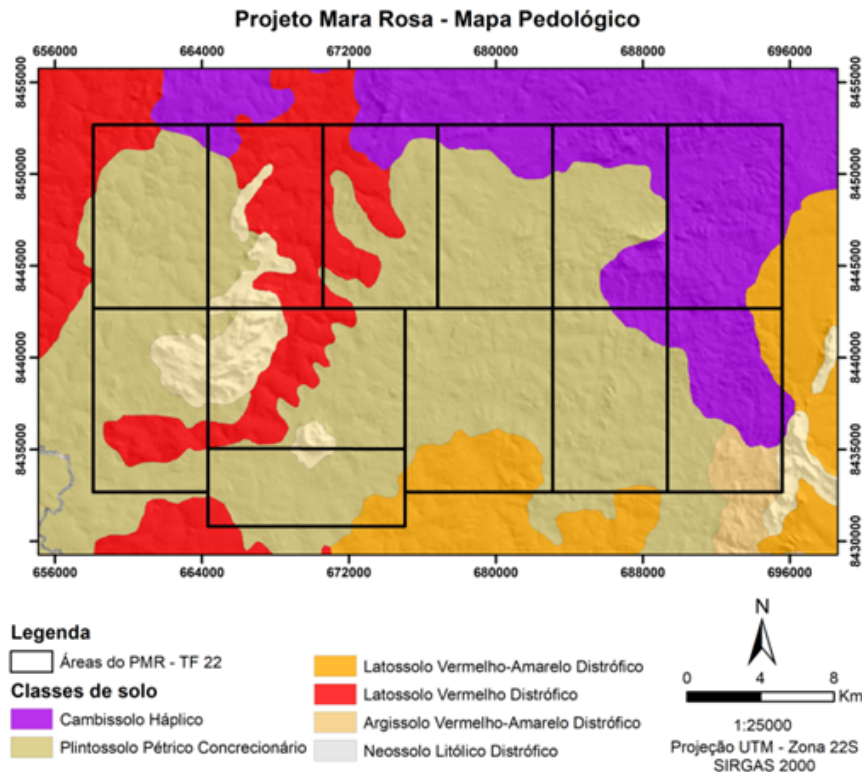 Projeto Mara Rosa - Mapa Pedológico
656000 664000 672000 680000 688000 696000
8455000 8455000
8450000 8450000
8445000 8445000
8440000 8440000
8435000 8435000
8430000 8430000
656000 664000 672000 680000 688000 696000
Legenda
Áreas do PMR - TF 22
Classes de solo
Cambissolo Háplico
Plintossolo Pétrico Concrecionário
Latossolo Vermelho-Amarelo Distrófico
Latossolo Vermelho Distrófico
Argissolo Vermelho-Amarelo Distrófico
Neossolo Litólico Distrófico
N
0 4 8
Km
1:25000
Projeção UTM - Zona 22S
SIRGAS 2000